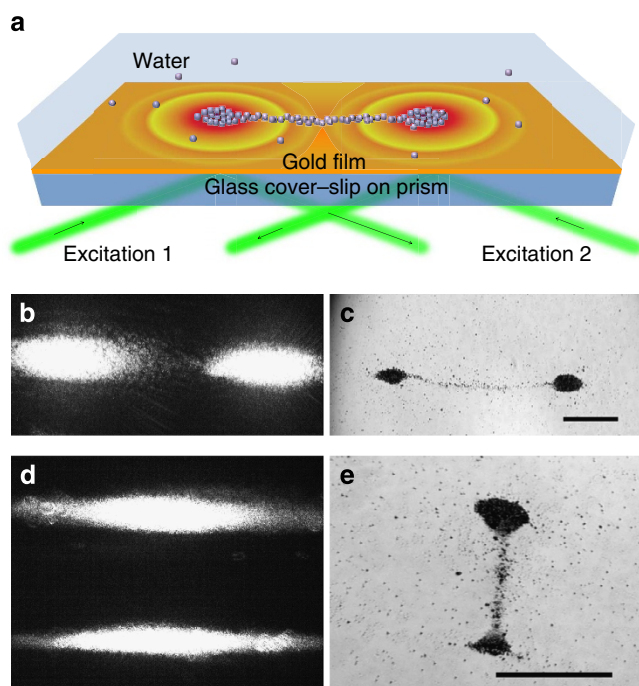 a
Water
Gold film
Glass cover–slip on prism
Excitation 1
Excitation 2
b
c
d
e